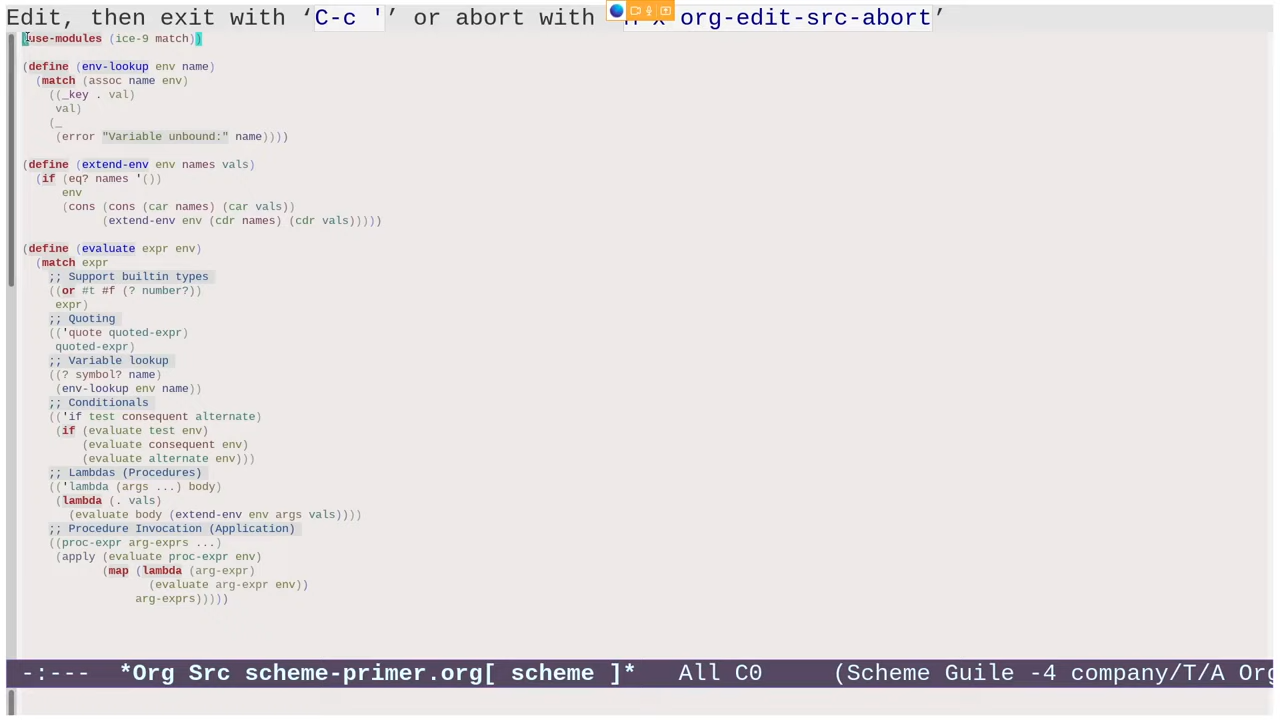 Edit, then exit with ‘C-c '’ or abort with ‘M-x org-edit-src-abort’
(use-modules (ice-9 match))
(define (env-lookup env name)
  (match (assoc name env)
    ((_key . val)
     val)
    (_
     (error "Variable unbound:" name))))
(define (extend-env env names vals)
  (if (eq? names '())
      env
      (cons (cons (car names) (car vals))
            (extend-env env (cdr names) (cdr vals)))))
(define (evaluate expr env)
  (match expr
    ;; Support builtin types
    ((or #t #f (? number?))
     expr)
    ;; Quoting
    (('quote quoted-expr)
     quoted-expr)
    ;; Variable lookup
    ((? symbol? name)
     (env-lookup env name))
    ;; Conditionals
    (('if test consequent alternate)
     (if (evaluate test env)
         (evaluate consequent env)
         (evaluate alternate env)))
    ;; Lambdas (Procedures)
    (('lambda (args ...) body)
     (lambda (. vals)
       (evaluate body (extend-env env args vals))))
    ;; Procedure Invocation (Application)
    ((proc-expr arg-exprs ...)
     (apply (evaluate proc-expr env)
            (map (lambda (arg-expr)
                   (evaluate arg-expr env))
                 arg-exprs)))))
-:---  *Org Src scheme-primer.org[ scheme ]*   All C0     (Scheme Guile -4 company/T/A Org